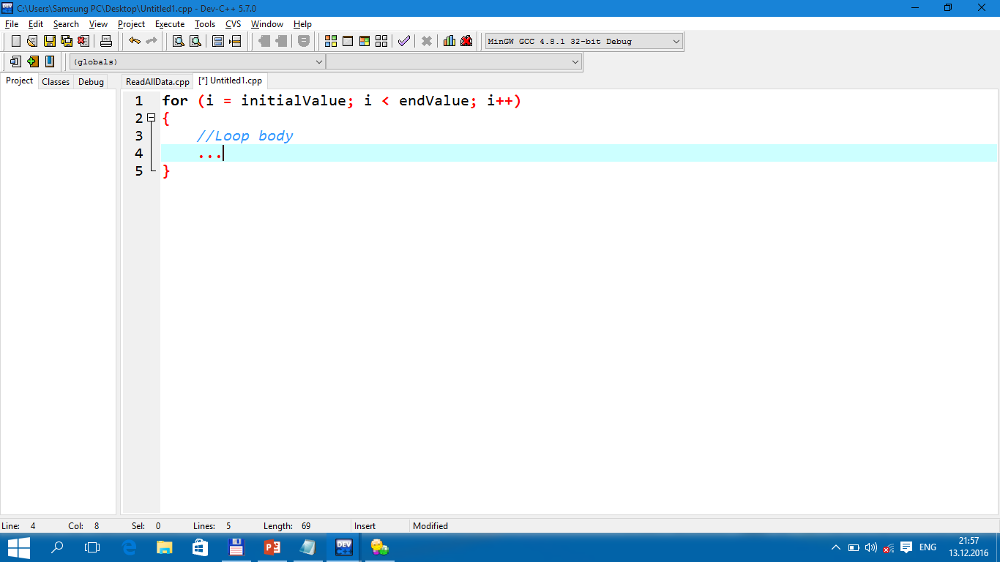 C:\Users\Samsung PC\Desktop\Untitled1.cpp - Dev-C++ 5.7.0
File Edit Search View Project Execute Tools CVS Window Help
MinGW GCC 4.8.1 32-bit Debug
(globals)
Project Classes Debug ReadAllData.cpp [*] Untitled1.cpp
1 for (i = initialValue; i < endValue; i++)
2 {
3 //Loop body
4 ...
5 }
Line: 4 Col: 8 Sel: 0 Lines: 5 Length: 69 Insert Modified
DEV C++ ENG 21:57
13.12.2016